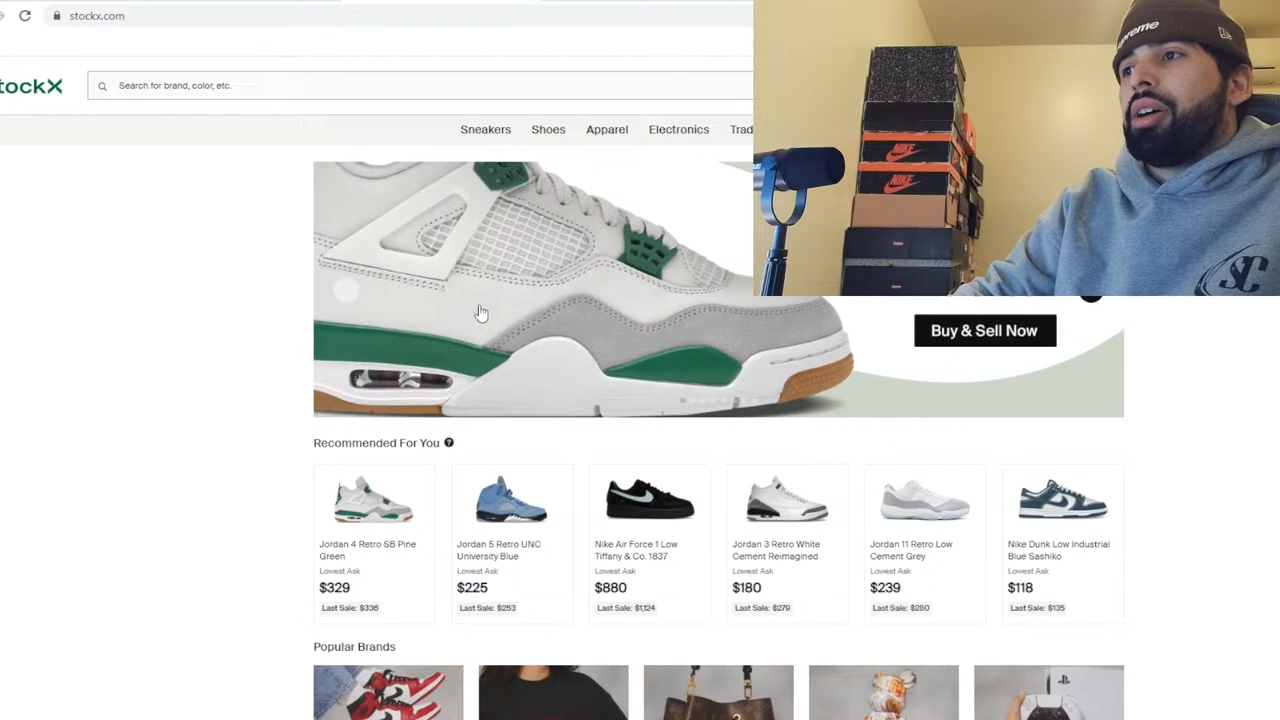 stockx.com
tockX
Search for brand, color, etc.
Sneakers Shoes Apparel Electronics Trad
reme
NIKE
NIKE
SC
Buy & Sell Now
Recommended For You ?
Jordan 4 Retro SB Pine
Green
Lowest Ask
$329
Last Sale: $336
Jordan 5 Retro UNC
University Blue
Lowest Ask
$225
Last Sale: $253
Nike Air Force 1 Low
Tiffany & Co. 1837
Lowest Ask
$880
Last Sale: $1,124
Jordan 3 Retro White
Cement Reimagined
Lowest Ask
$180
Last Sale: $279
Jordan 11 Retro Low
Cement Grey
Lowest Ask
$239
Last Sale: $280
Nike Dunk Low Industrial
Blue Sashiko
Lowest Ask
$118
Last Sale: $135
Popular Brands